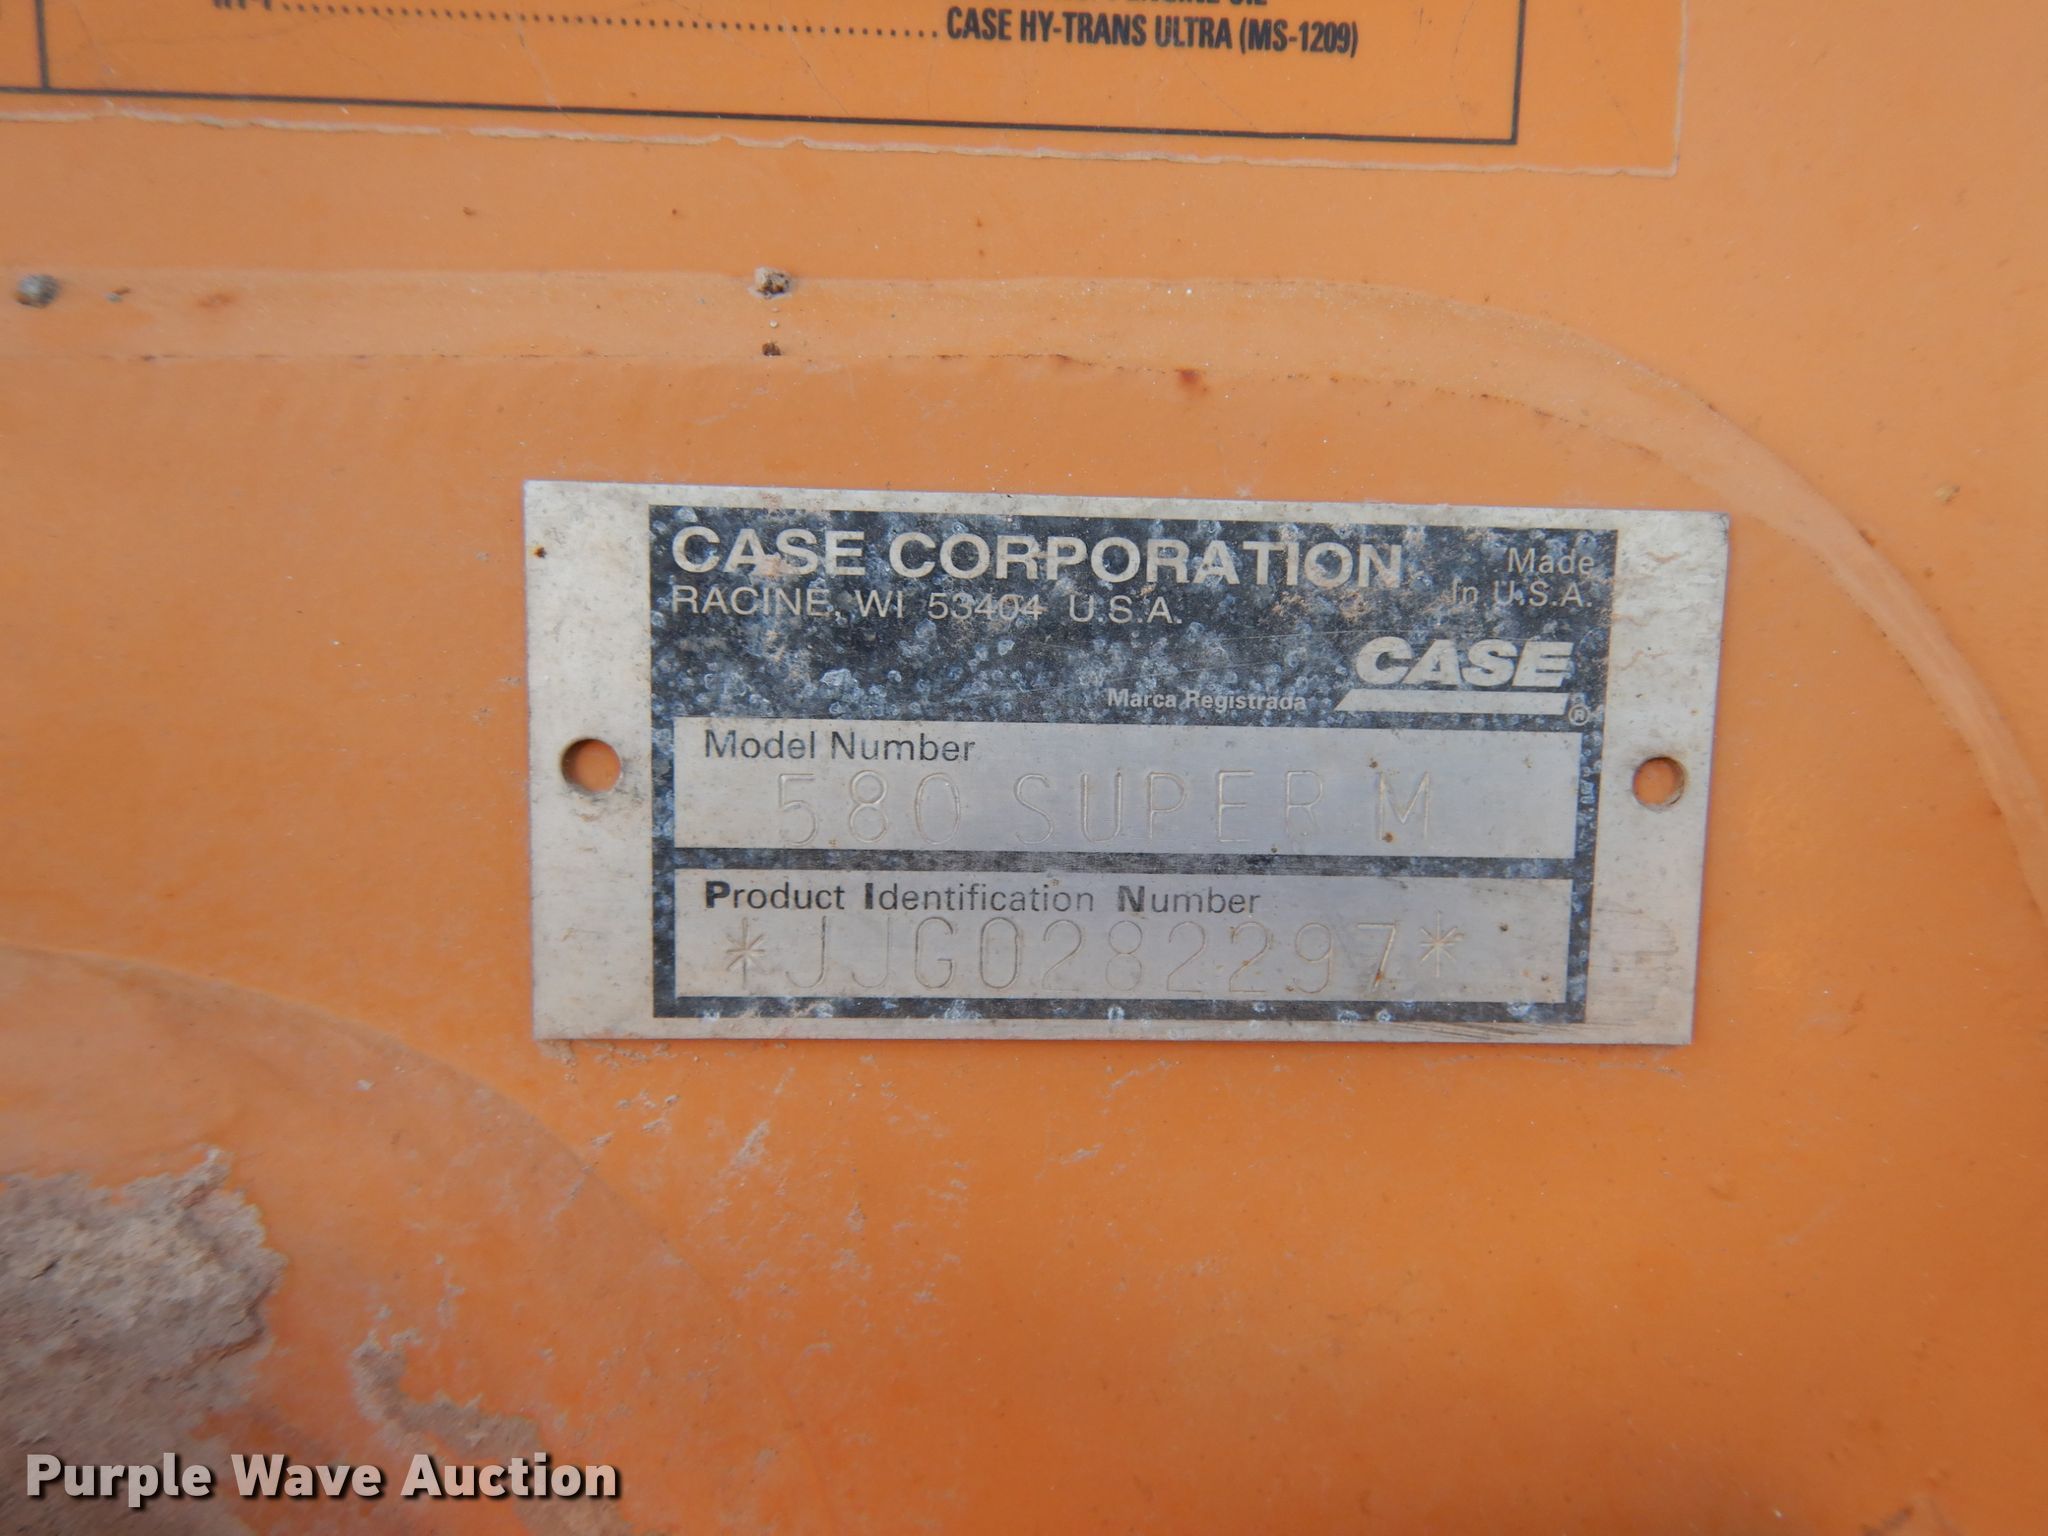 CASE HY-TRANS ULTRA (MS-1209)
CASE CORPORATION
Made
In U.S.A.
RACINE, WI 53404 U.S.A.
CASE
Marca Registrada
®
Model Number
580 SUPER M
Product Identification Number
*JJG0282297*
Purple Wave Auction